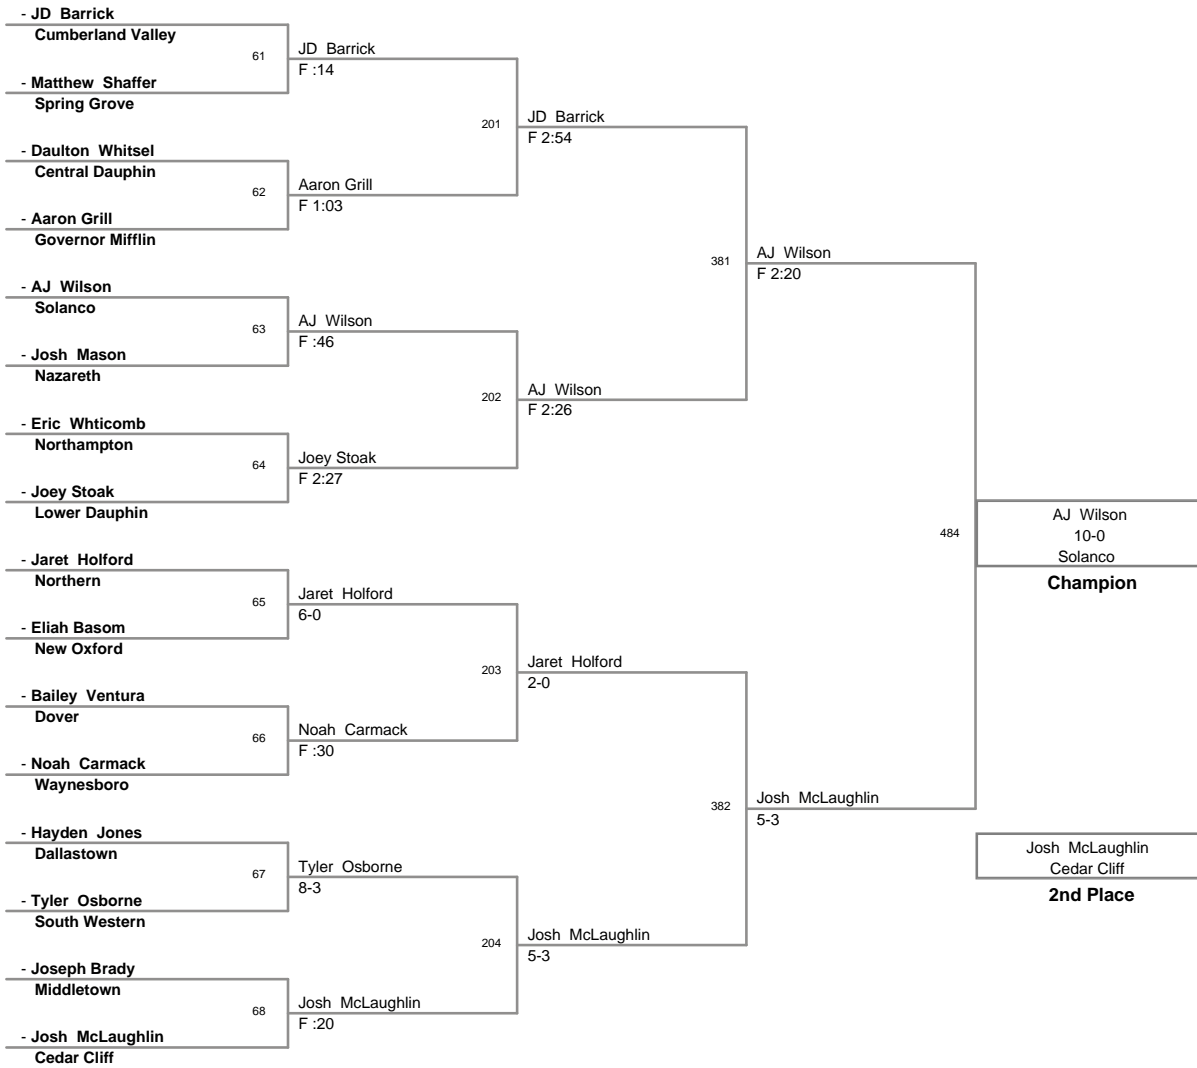 - JD Barrick
Cumberland Valley
61
JD Barrick
F :14
- Matthew Shaffer
Spring Grove
201
JD Barrick
F 2:54
- Daulton Whitsel
Central Dauphin
62
Aaron Grill
F 1:03
- Aaron Grill
Governor Mifflin
381
AJ Wilson
F 2:20
- AJ Wilson
Solanco
63
AJ Wilson
F :46
- Josh Mason
Nazareth
202
AJ Wilson
F 2:26
- Eric Whticomb
Northampton
64
Joey Stoak
F 2:27
- Joey Stoak
Lower Dauphin
484
AJ Wilson
10-0
Solanco
Champion
- Jaret Holford
Northern
65
Jaret Holford
6-0
- Eliah Basom
New Oxford
203
Jaret Holford
2-0
- Bailey Ventura
Dover
66
Noah Carmack
F :30
- Noah Carmack
Waynesboro
382
Josh McLaughlin
5-3
- Hayden Jones
Dallastown
67
Tyler Osborne
8-3
- Tyler Osborne
South Western
204
Josh McLaughlin
5-3
- Joseph Brady
Middletown
68
Josh McLaughlin
F :20
- Josh McLaughlin
Cedar Cliff
Josh McLaughlin
Cedar Cliff
2nd Place